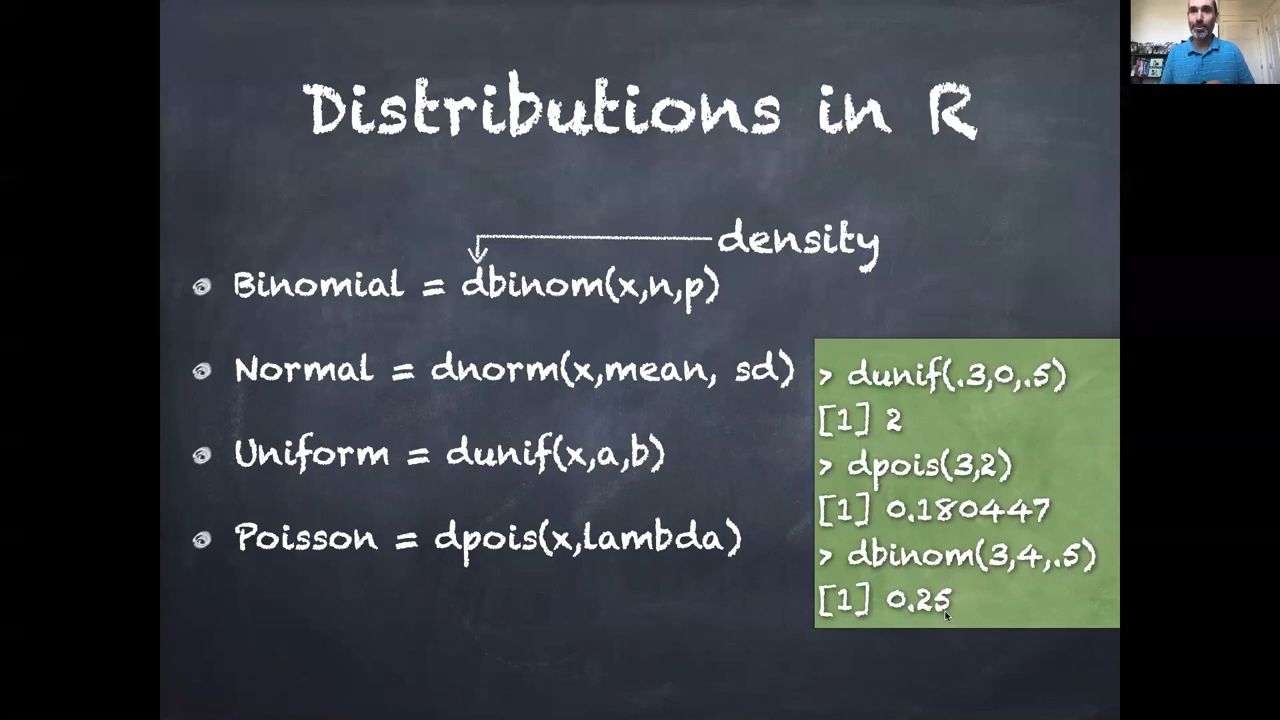 Distributions in R
density
Binomial = dbinom(x,n,p)
Normal = dnorm(x,mean, sd)
Uniform = dunif(x,a,b)
Poisson = dpois(x,lambda)
> dunif(.3,0,.5)
[1] 2
> dpois(3,2)
[1] 0.180447
> dbinom(3,4,.5)
[1] 0.25